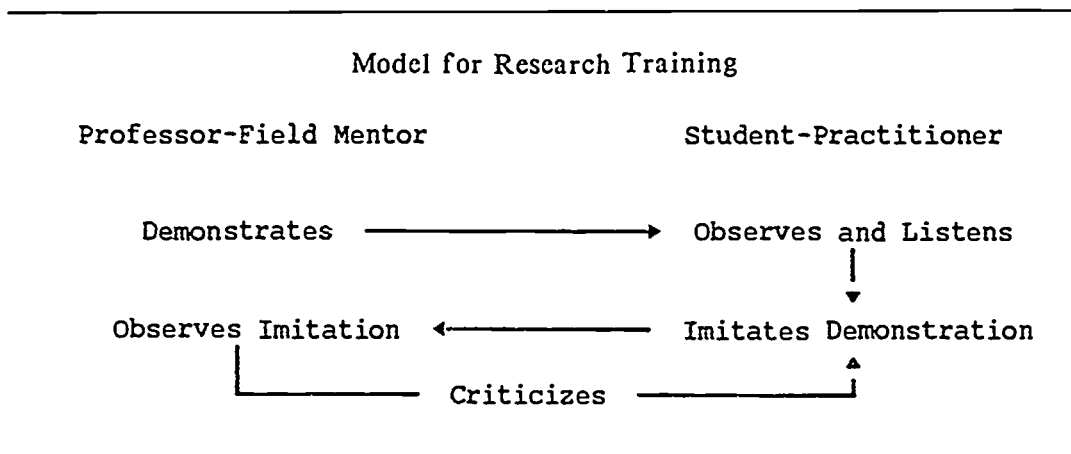 Model for Research Training
Professor-Field Mentor Student-Practitioner
Demonstrates Observes and Listens
Observes Imitation Imitates Demonstration
Criticizes